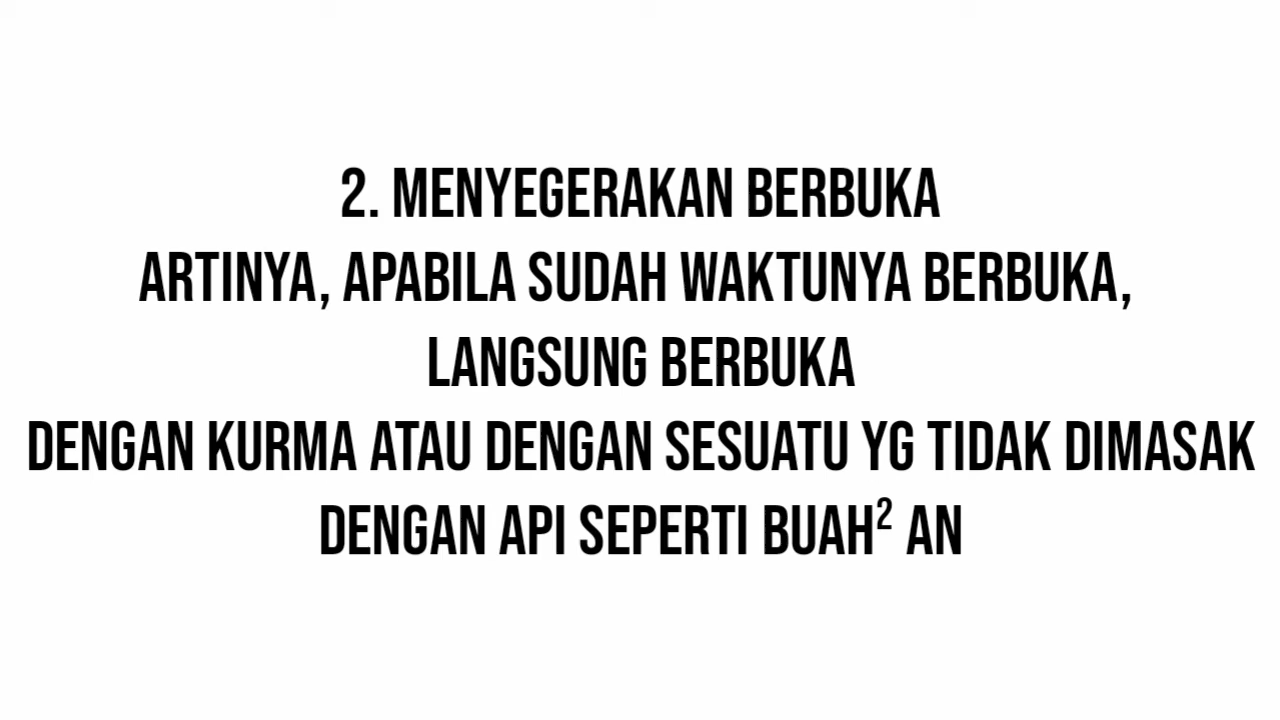 2. MENYEGERAKAN BERBUKA
ARTINYA, APABILA SUDAH WAKTUNYA BERBUKA,
LANGSUNG BERBUKA
DENGAN KURMA ATAU DENGAN SESUATU YG TIDAK DIMASAK
DENGAN API SEPERTI BUAH² AN